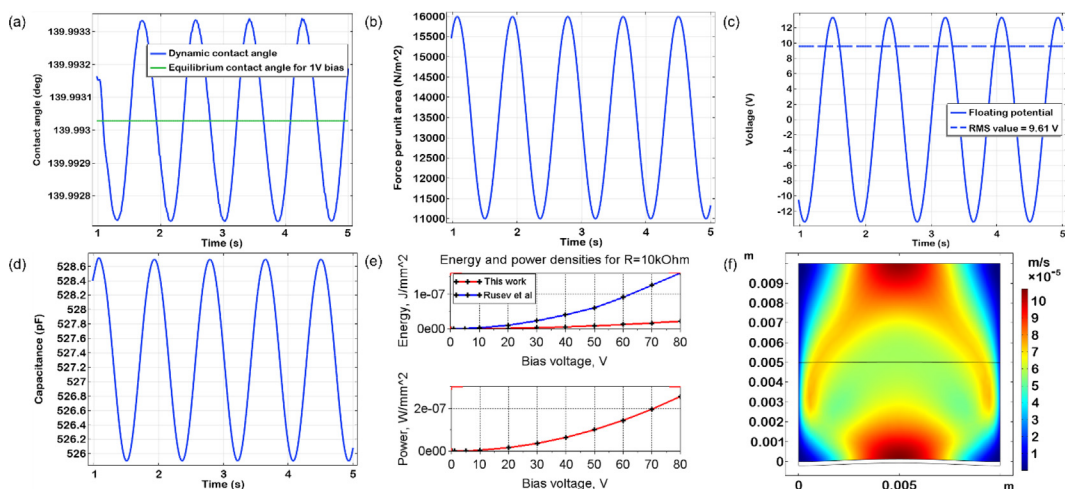 (a)
139.9933
139.9932
139.9931
139.993
139.9929
139.9928
Contact angle (deg)
Dynamic contact angle
Equilibrium contact angle for 1V bias
1 2 3 4 5
Time (s)
(b)
16000
15000
14000
13000
12000
11000
Force per unit area (N/m^2)
1 2 3 4 5
Time (s)
(c)
12
10
8
6
4
2
0
-2
-4
-6
-8
-10
-12
Voltage (V)
Floating potential
RMS value = 9.61 V
1 2 3 4 5
Time (s)
(d)
528.6
528.4
528.2
528
527.8
527.6
527.4
527.2
527
526.8
526.6
526.4
526.2
526
Capacitance (pF)
1 2 3 4 5
Time (s)
(e)
Energy and power densities for R=10kOhm
This work
Rusev et al
Energy, J/mm^2
1e-07
0e00
0 10 20 30 40 50 60 70 80
Bias voltage, V
Power, W/mm^2
2e-07
0e00
0 10 20 30 40 50 60 70 80
Bias voltage, V
(f)
m
0.009
0.008
0.007
0.006
0.005
0.004
0.003
0.002
0.001
0
0 0.005 m
m/s
×10⁻⁵
10
9
8
7
6
5
4
3
2
1